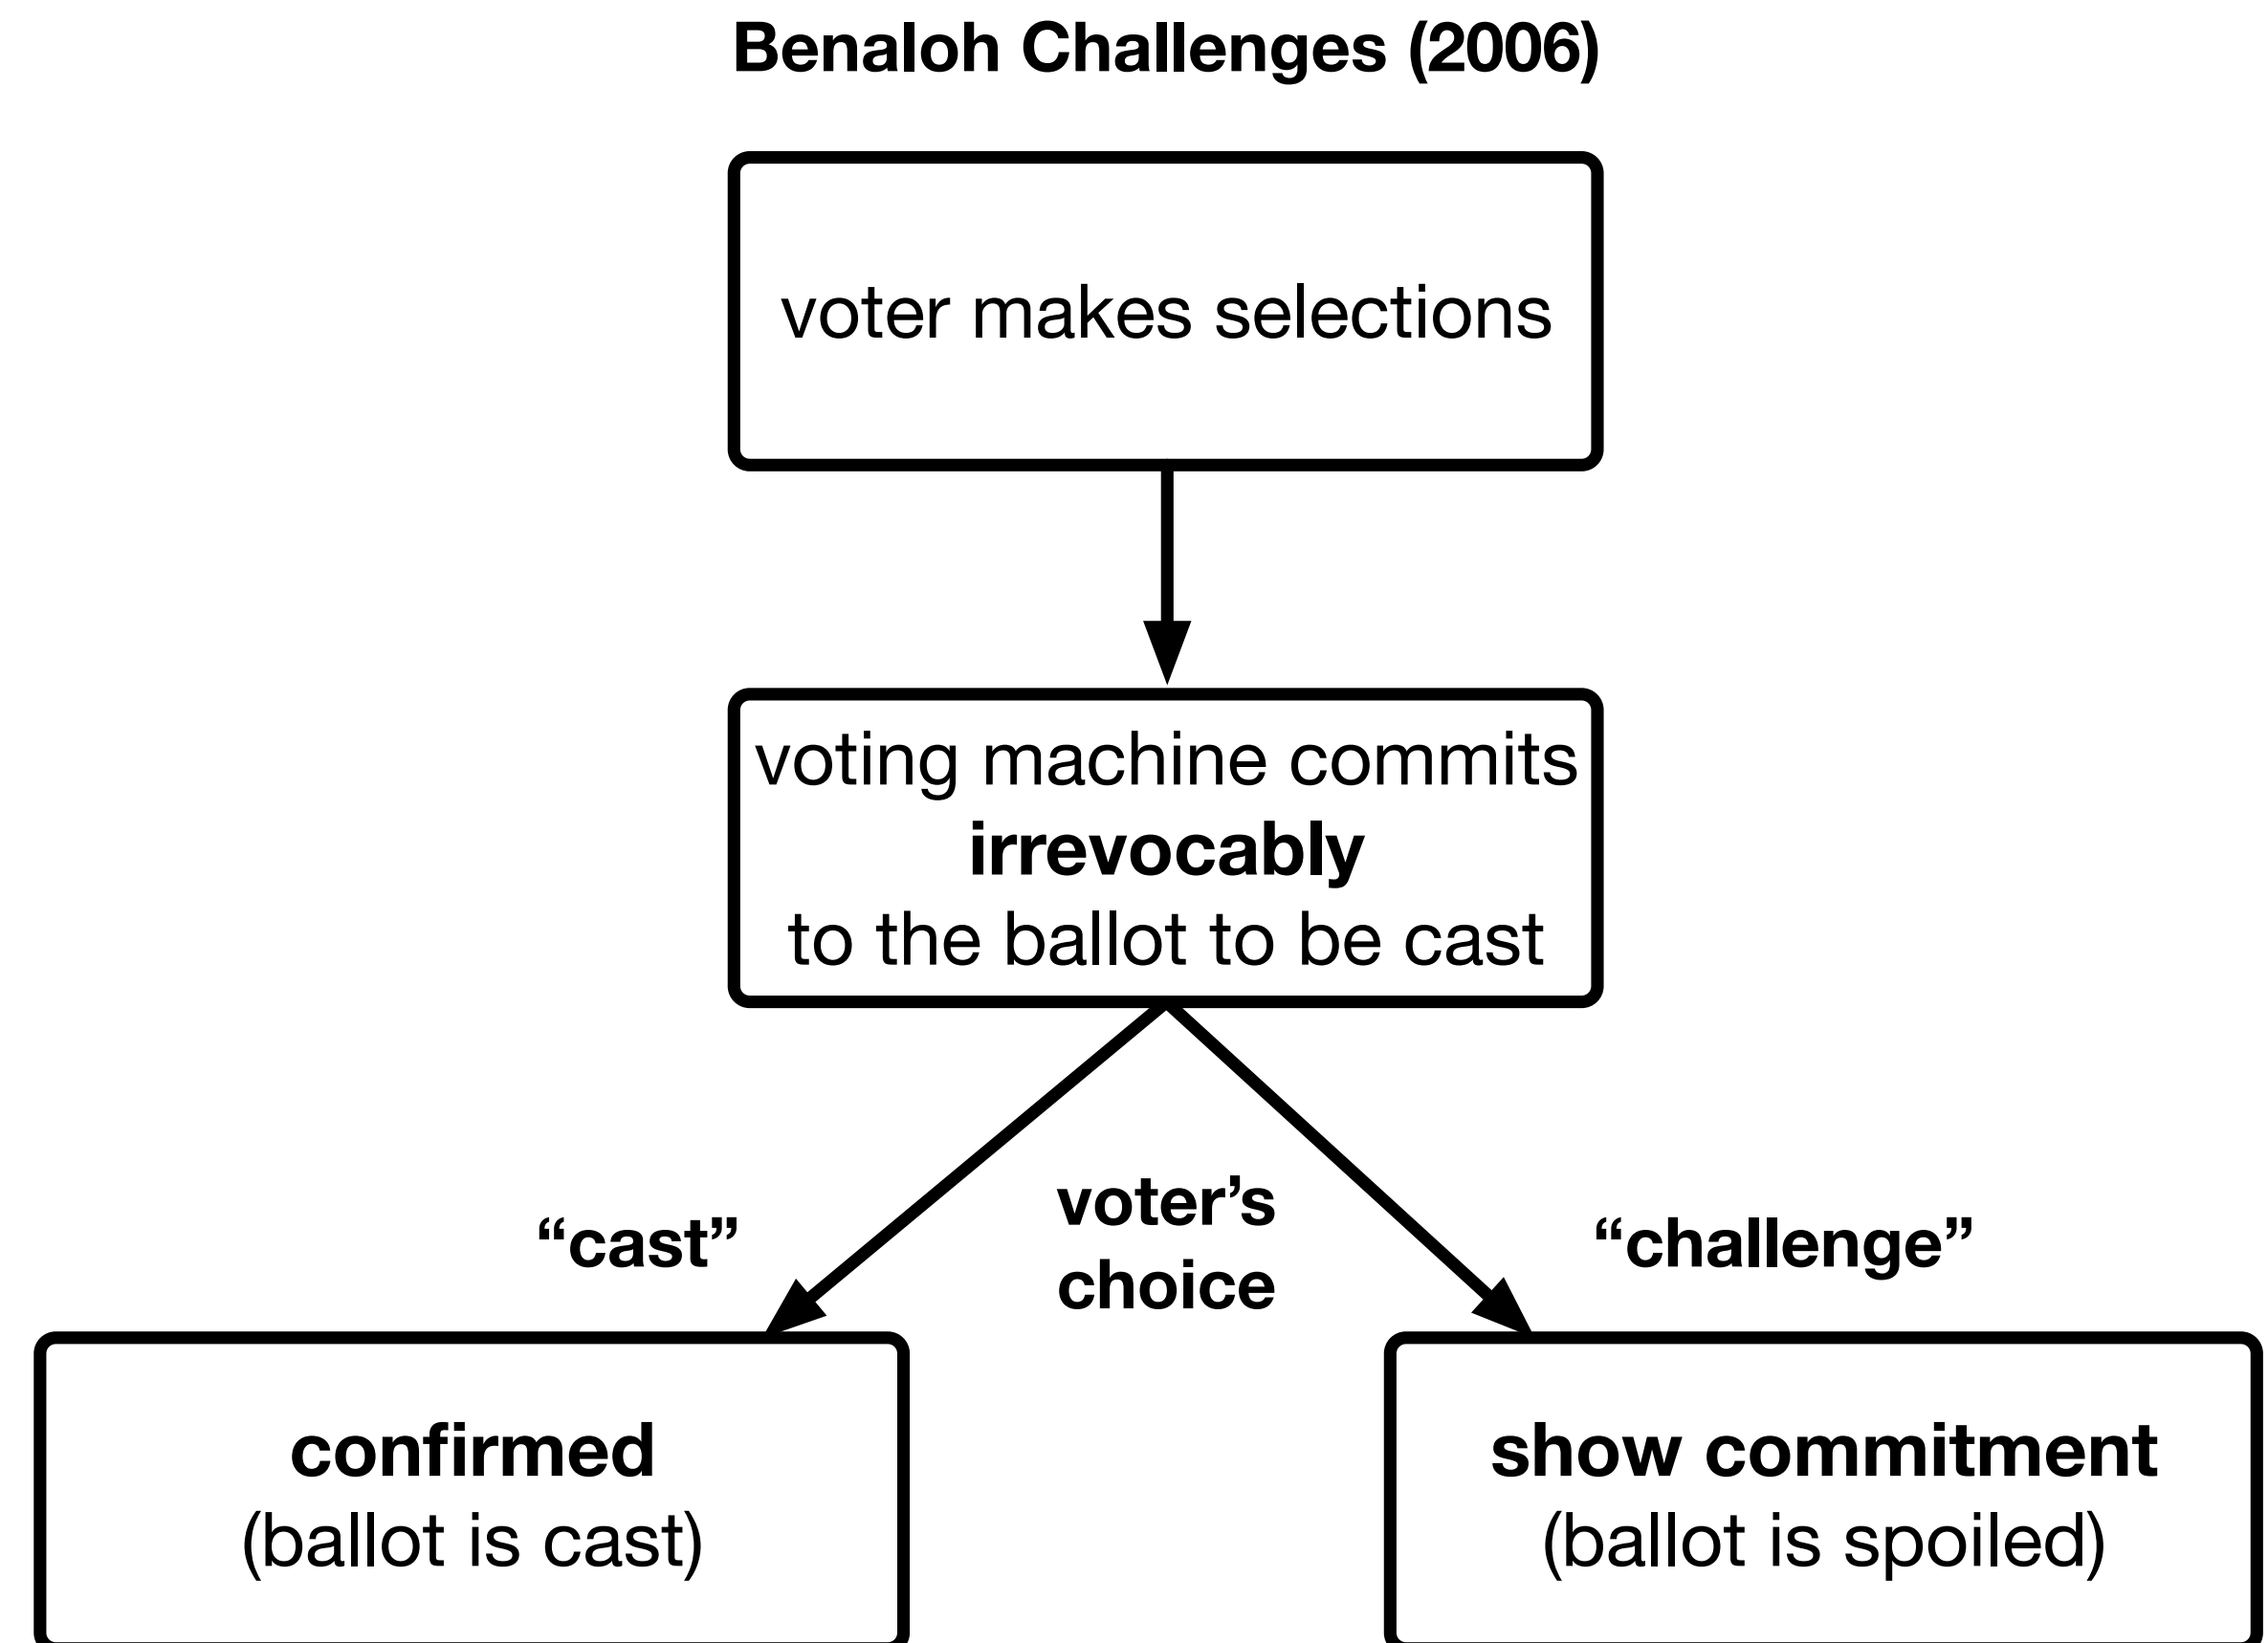 Benaloh Challenges (2006)
voter makes selections
voting machine commits
irrevocably
to the ballot to be cast
“cast”
voter’s
choice
“challenge”
confirmed
(ballot is cast)
show commitment
(ballot is spoiled)